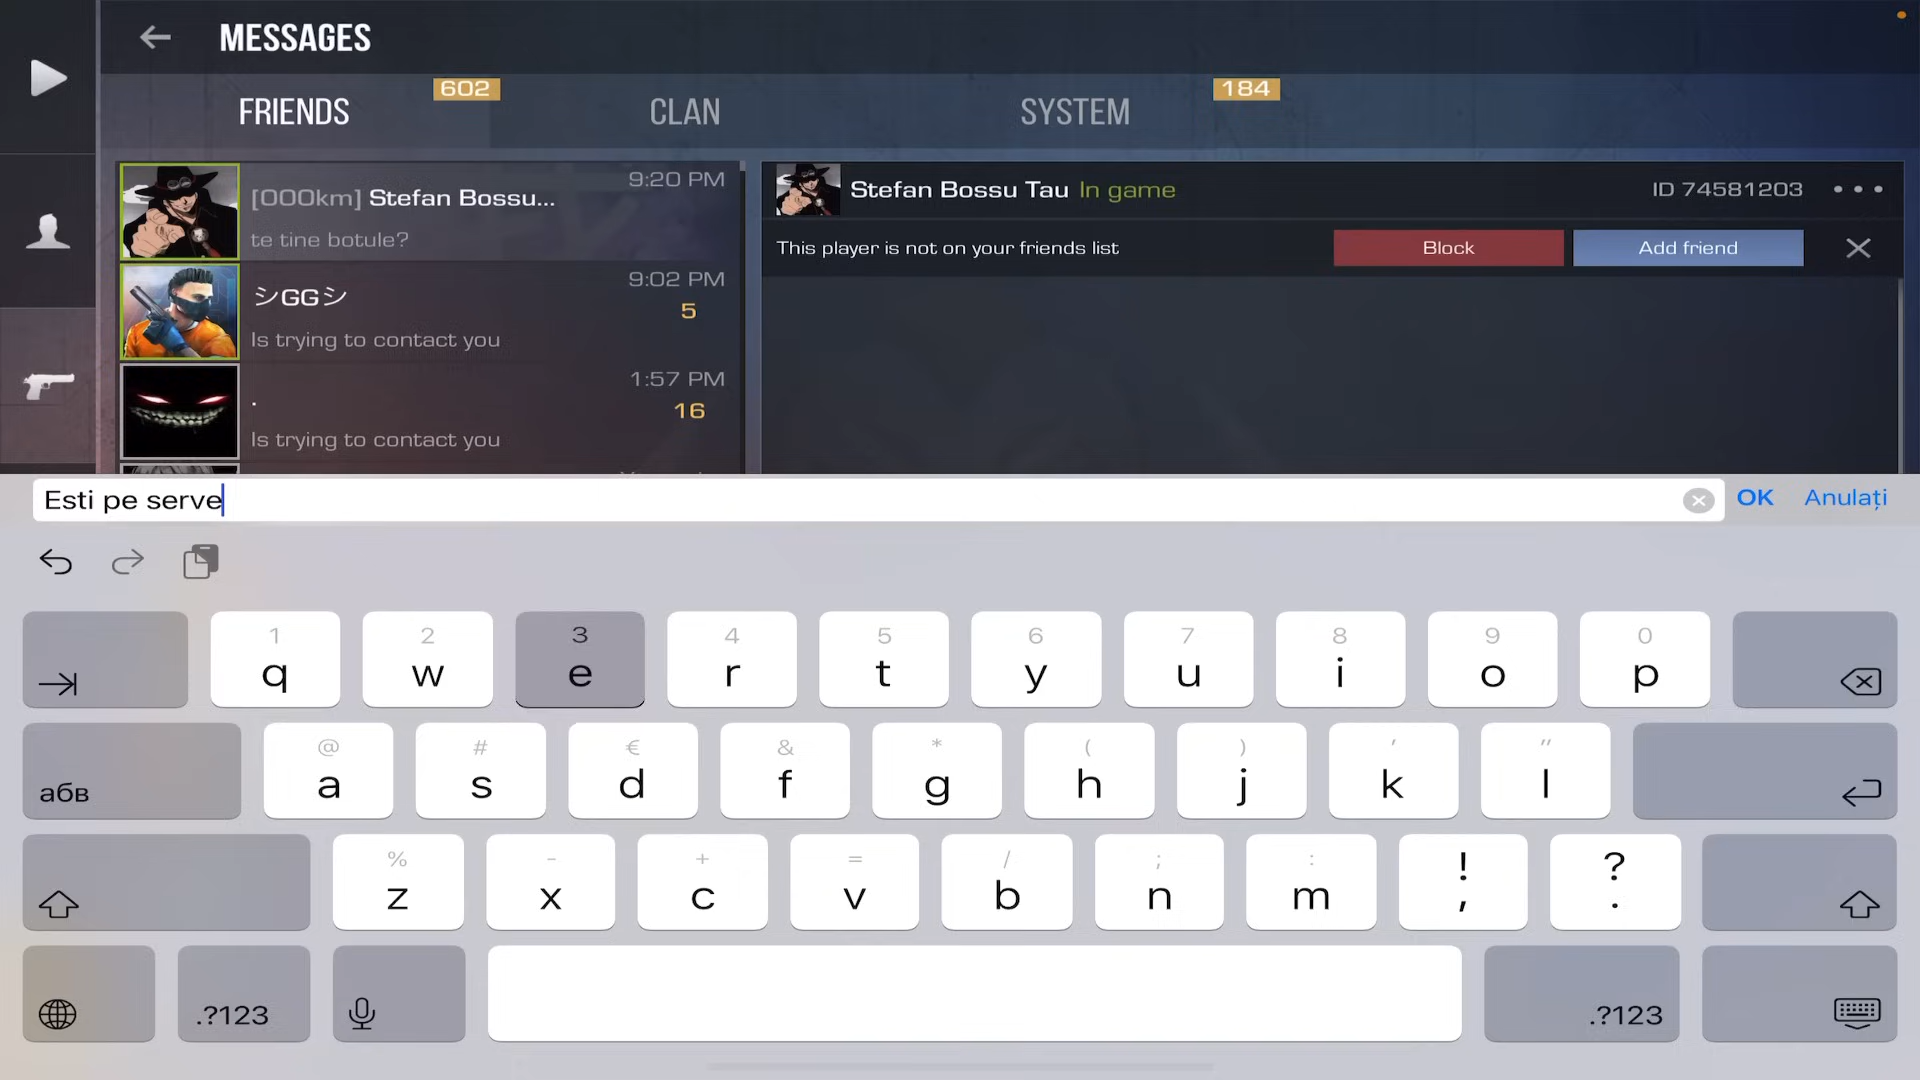 MESSAGES
FRIENDS
602
CLAN
SYSTEM
184
[000km] Stefan Bossu...
9:20 PM
te tine botule?
シGGシ
9:02 PM
5
Is trying to contact you
.
1:57 PM
16
Is trying to contact you
Stefan Bossu Tau In game
ID 74581203
This player is not on your friends list
Block
Add friend
Esti pe serve
OK
Anulați
1 2 3 4 5 6 7 8 9 0
q w e r t y u i o p
@ # € & * ( ) ' "
абв a s d f g h j k l
% - + = / ; : ! ?
z x c v b n m , .
.?123
.?123